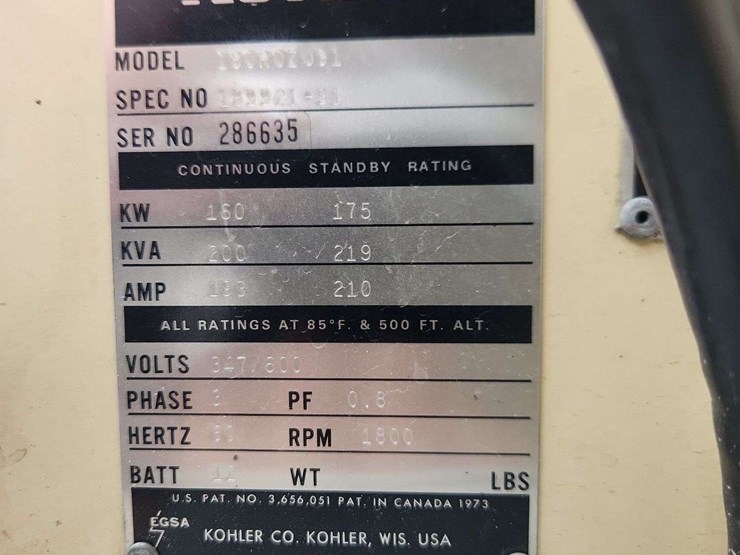 MODEL
SPEC NO
SER NO 286635
CONTINUOUS STANDBY RATING
KW 160 175
KVA 200 219
AMP 193 210
ALL RATINGS AT 85°F. & 500 FT. ALT.
VOLTS 347/600
PHASE 3 PF 0.8
HERTZ RPM 1800
BATT WT LBS
U.S. PAT. NO. 3,656,051 PAT. IN CANADA 1973
EGSA
KOHLER CO. KOHLER, WIS. USA